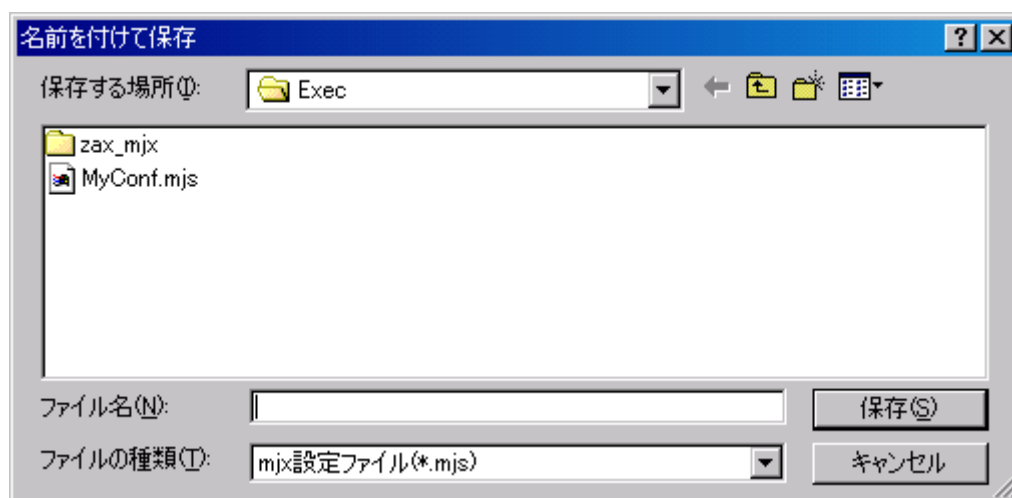 名前を付けて保存
保存する場所(I): Exec
zax_mjx
MyConf.mjs
ファイル名(N): 保存(S)
ファイルの種類(T): mjx設定ファイル(*.mjs) キャンセル